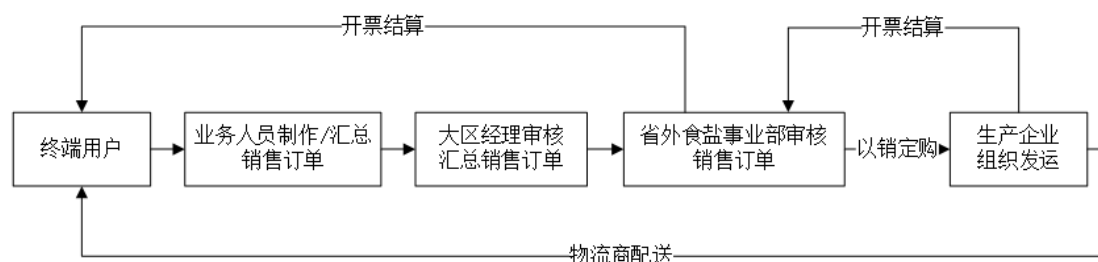 开票结算
开票结算
终端用户
业务人员制作/汇总
销售订单
大区经理审核
汇总销售订单
省外食盐事业部审核
销售订单
以销定购
生产企业
组织发运
物流商配送